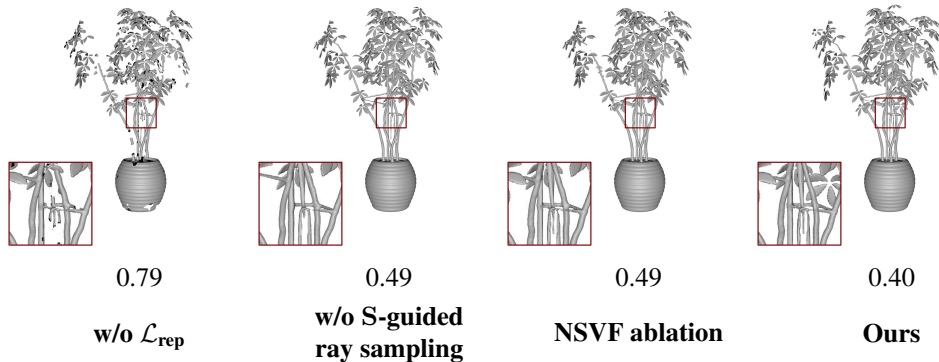 0.79 0.49 0.49 0.40
w/o ℒrep w/o S-guided ray sampling NSVF ablation Ours